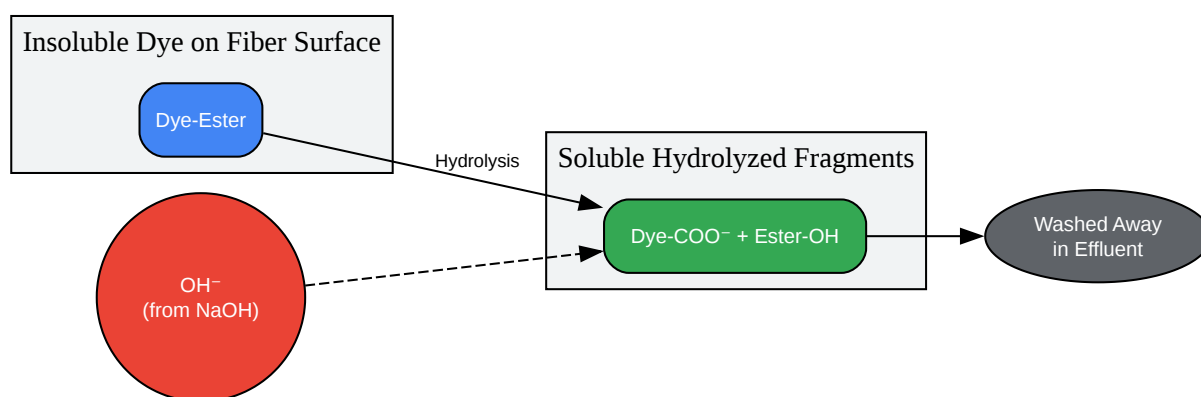 Insoluble Dye on Fiber Surface
Dye-Ester
Hydrolysis
OH⁻
(from NaOH)
Soluble Hydrolyzed Fragments
Dye-COO⁻ + Ester-OH
Washed Away
in Effluent